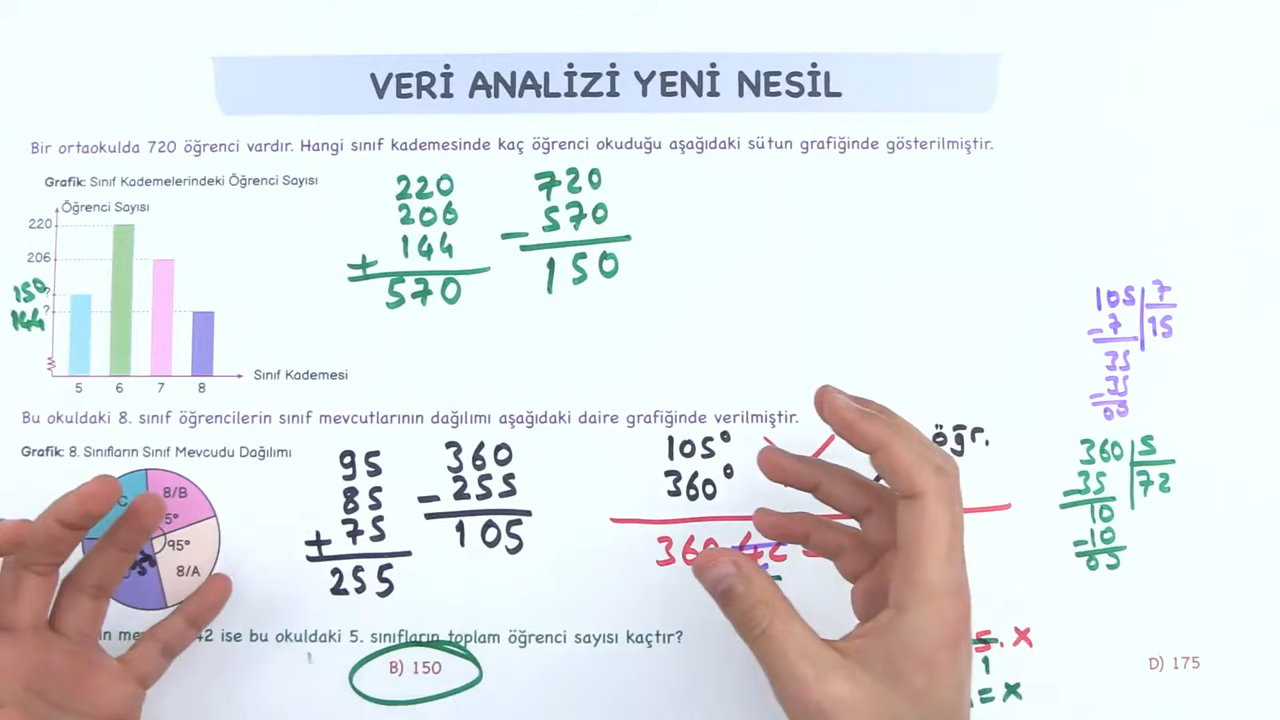 VERİ ANALİZİ YENİ NESİL
Bir ortaokulda 720 öğrenci vardır. Hangi sınıf kademesinde kaç öğrenci okuduğu aşağıdaki sütun grafiğinde gösterilmiştir.
Grafik: Sınıf Kademelerindeki Öğrenci Sayısı
Öğrenci Sayısı
220
206
150 ?
144 ?
5 6 7 8
Sınıf Kademesi
220
206
+ 144
570
720
- 570
150
Bu okuldaki 8. sınıf öğrencilerin sınıf mevcutlarının dağılımı aşağıdaki daire grafiğinde verilmiştir.
Grafik: 8. Sınıfların Sınıf Mevcudu Dağılımı
C
8/B
5°
95°
8/A
95
85
+ 75
255
360
- 255
105
105°
360°
öğr.
360
105 7
- 7 15
35
- 35
00
360 5
- 35 72
10
- 10
00
42 ise bu okuldaki 5. sınıfların toplam öğrenci sayısı kaçtır?
B) 150
D) 175
5. x
1
= x